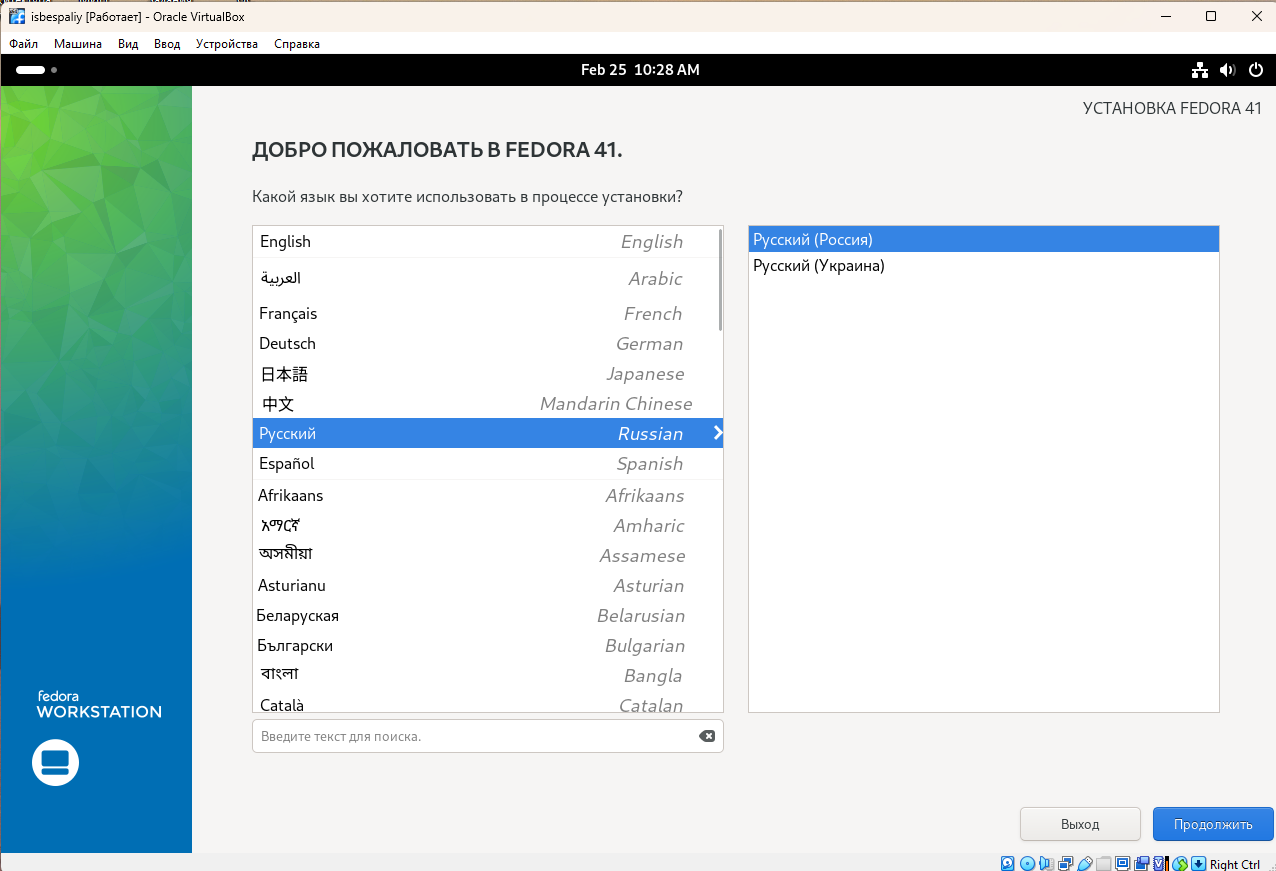 isbespaliy [Работает] - Oracle VirtualBox
Файл Машина Вид Ввод Устройства Справка
Feb 25 10:28 AM
УСТАНОВКА FEDORA 41
ДОБРО ПОЖАЛОВАТЬ В FEDORA 41.
Какой язык вы хотите использовать в процессе установки?
English English
العربية Arabic
Français French
Deutsch German
日本語 Japanese
中文 Mandarin Chinese
Русский Russian
Español Spanish
Afrikaans Afrikaans
አማርኛ Amharic
অসমীয়া Assamese
Asturianu Asturian
Беларуская Belarusian
Български Bulgarian
বাংলা Bangla
Català Catalan
Русский (Россия)
Русский (Украина)
Введите текст для поиска.
fedora
WORKSTATION
Выход Продолжить
Right Ctrl